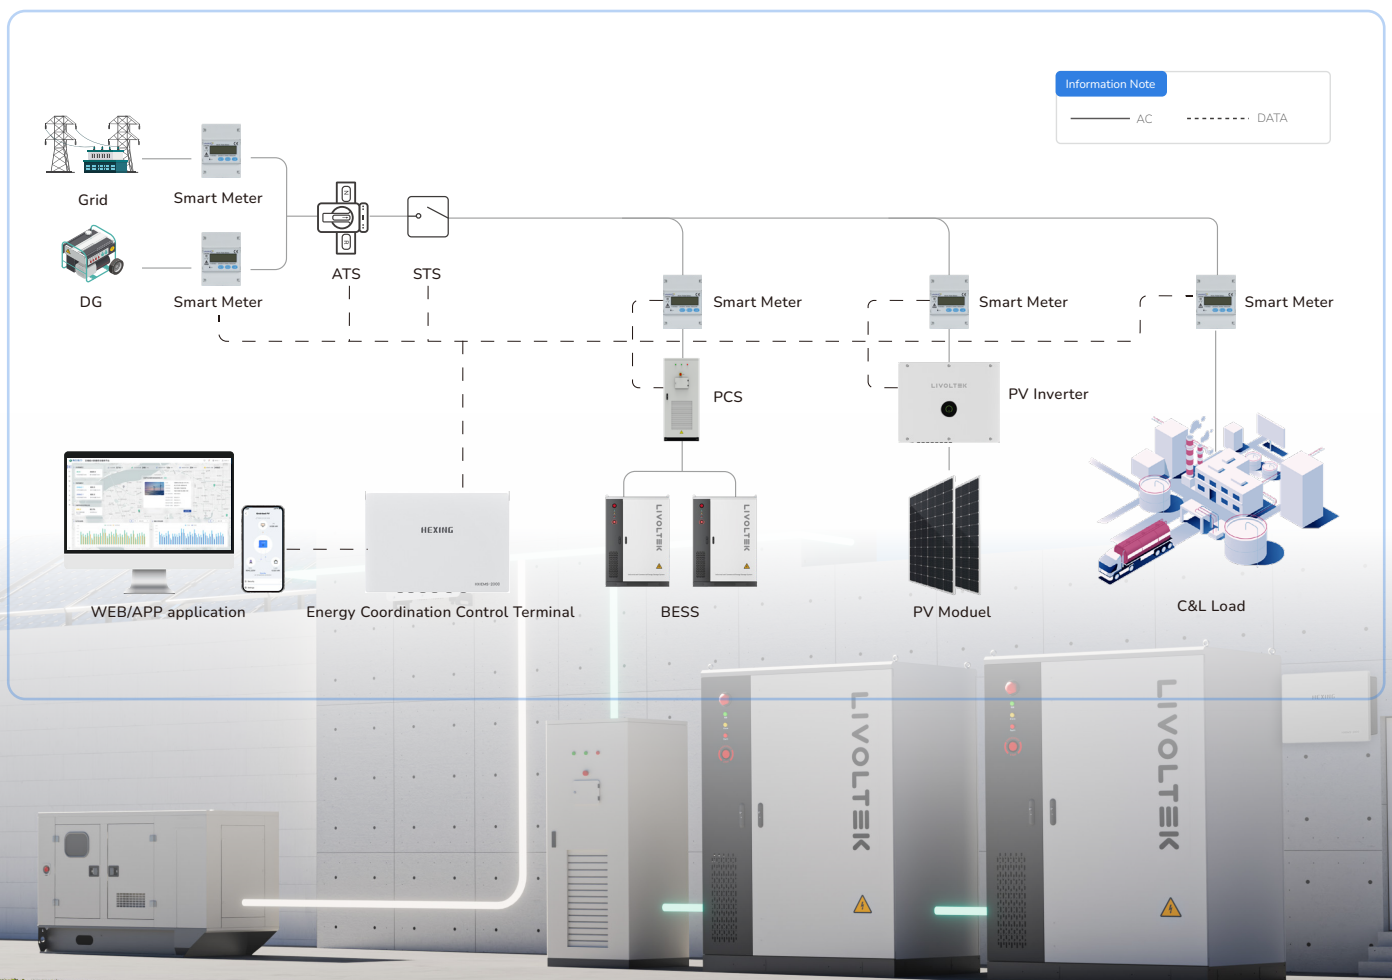 Information Note
AC
DATA
Grid
Smart Meter
ATS
STS
DG
Smart Meter
Smart Meter
Smart Meter
Smart Meter
PCS
LIVOLTEK
PV Inverter
HEXING
LIVOLTEK
LIVOLTEK
WEB/APP application
Energy Coordination Control Terminal
BESS
PV Moduel
C&L Load
LIVOLTEK
LIVOLTEK
HEXING